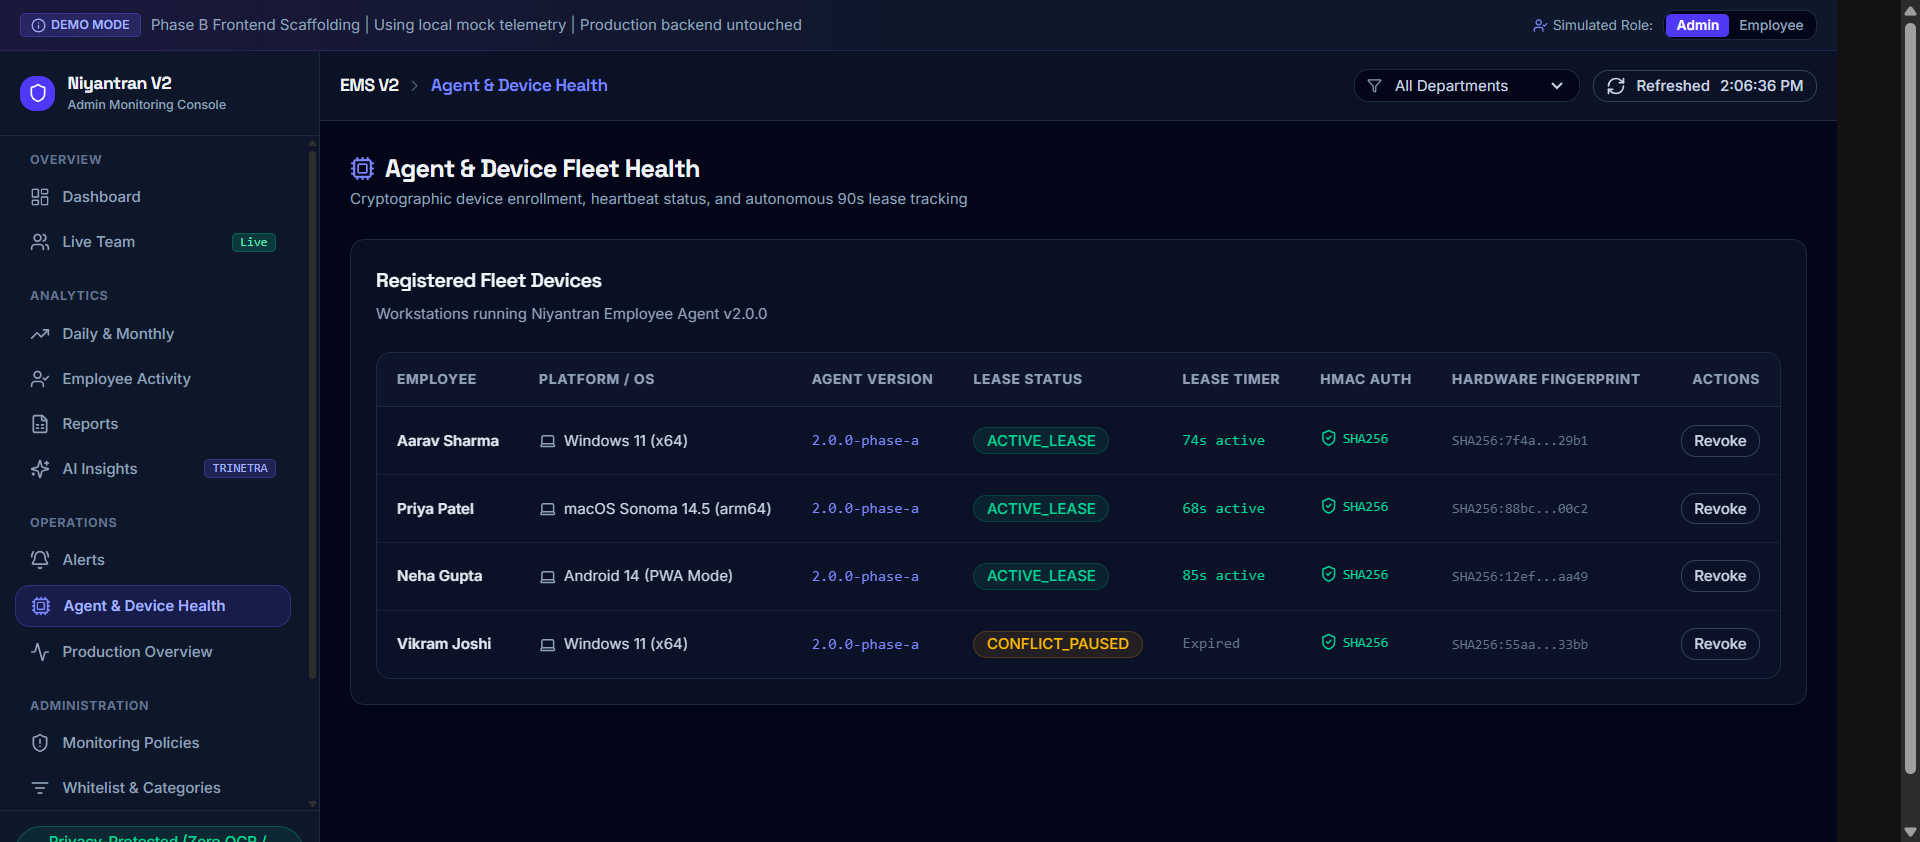 DEMO MODE Phase B Frontend Scaffolding | Using local mock telemetry | Production backend untouched
Simulated Role: Admin Employee
Niyantran V2
Admin Monitoring Console
EMS V2 > Agent & Device Health
All Departments
Refreshed 2:06:36 PM
OVERVIEW
Dashboard
Live Team Live
ANALYTICS
Daily & Monthly
Employee Activity
Reports
AI Insights TRINETRA
OPERATIONS
Alerts
Agent & Device Health
Production Overview
ADMINISTRATION
Monitoring Policies
Whitelist & Categories
Privacy-Protected (Zero OCR /
Agent & Device Fleet Health
Cryptographic device enrollment, heartbeat status, and autonomous 90s lease tracking
Registered Fleet Devices
Workstations running Niyantran Employee Agent v2.0.0
EMPLOYEE PLATFORM / OS AGENT VERSION LEASE STATUS LEASE TIMER HMAC AUTH HARDWARE FINGERPRINT ACTIONS
Aarav Sharma Windows 11 (x64) 2.0.0-phase-a ACTIVE_LEASE 74s active SHA256 SHA256:7f4a...29b1 Revoke
Priya Patel macOS Sonoma 14.5 (arm64) 2.0.0-phase-a ACTIVE_LEASE 68s active SHA256 SHA256:88bc...00c2 Revoke
Neha Gupta Android 14 (PWA Mode) 2.0.0-phase-a ACTIVE_LEASE 85s active SHA256 SHA256:12ef...aa49 Revoke
Vikram Joshi Windows 11 (x64) 2.0.0-phase-a CONFLICT_PAUSED Expired SHA256 SHA256:55aa...33bb Revoke